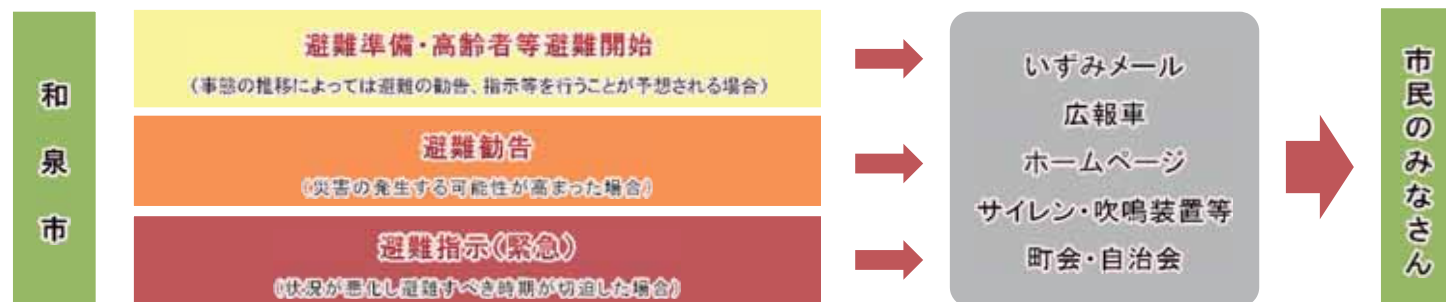 和泉市
避難準備・高齢者等避難開始
(事態の推移によっては避難の勧告、指示等を行うことが予想される場合)
避難勧告
(災害の発生する可能性が高まった場合)
避難指示(緊急)
(状況が悪化し避難すべき時期が切迫した場合)
いずみメール
広報車
ホームページ
サイレン・吹鳴装置等
町会・自治会
市民のみなさん